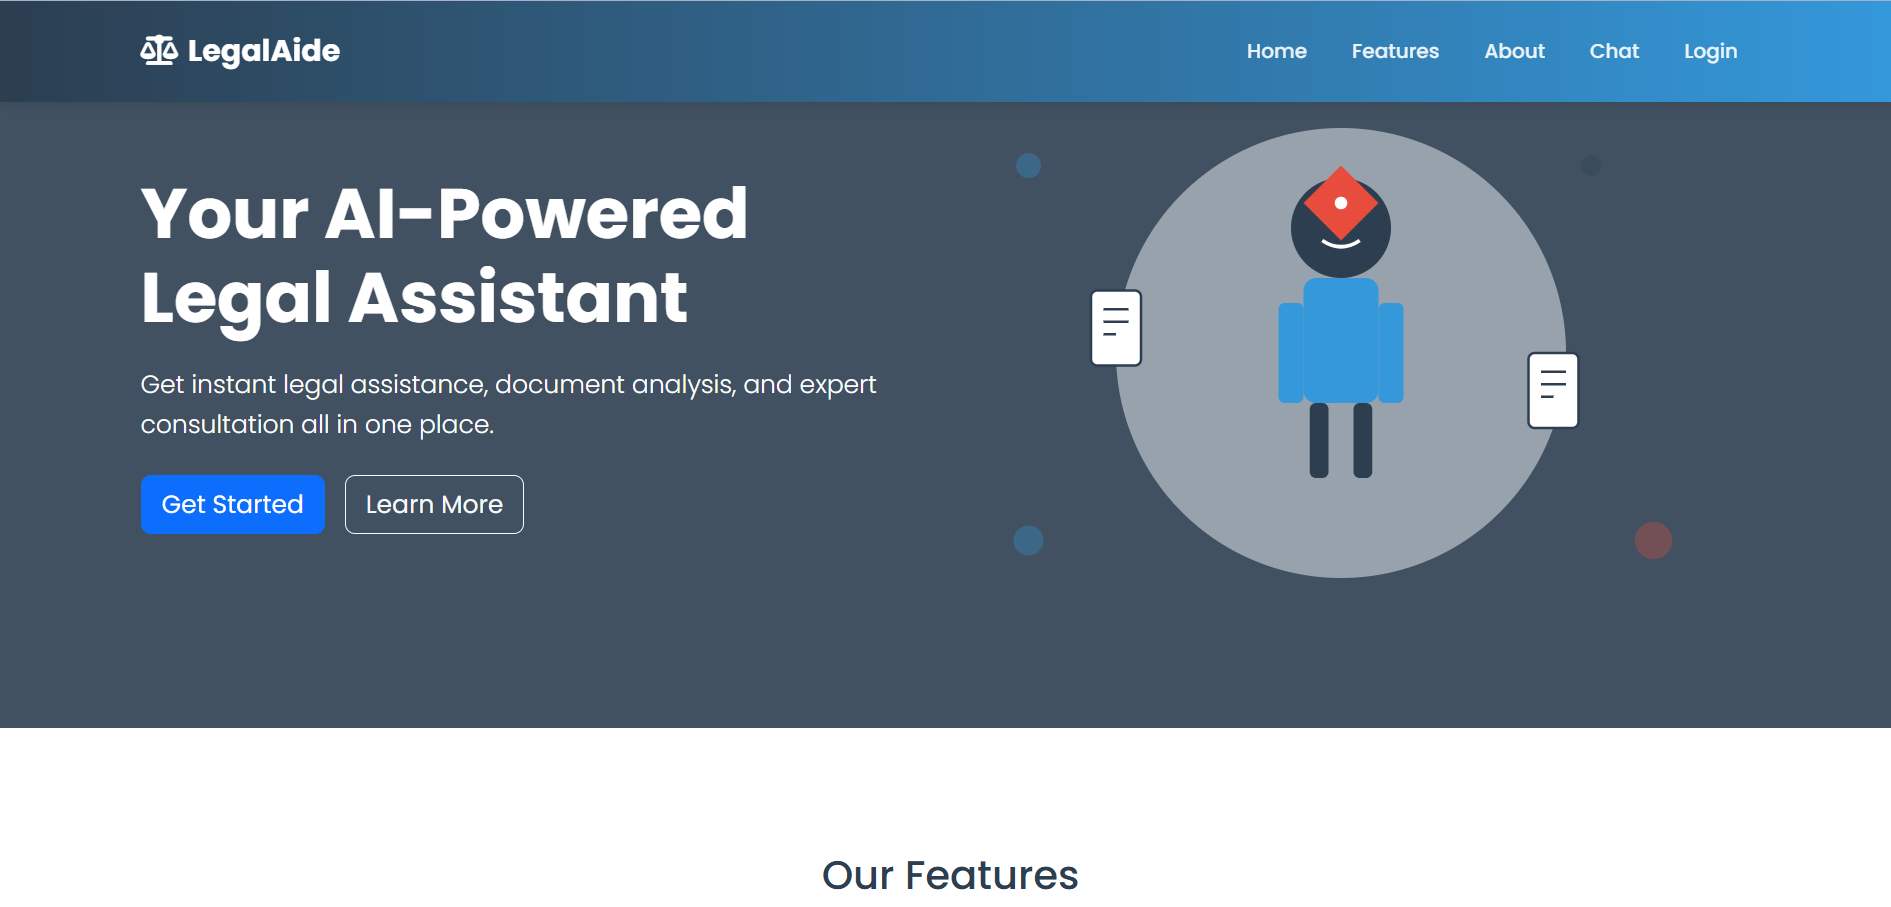 LegalAide
Home Features About Chat Login
Your AI-Powered
Legal Assistant
Get instant legal assistance, document analysis, and expert
consultation all in one place.
Get Started Learn More
Our Features